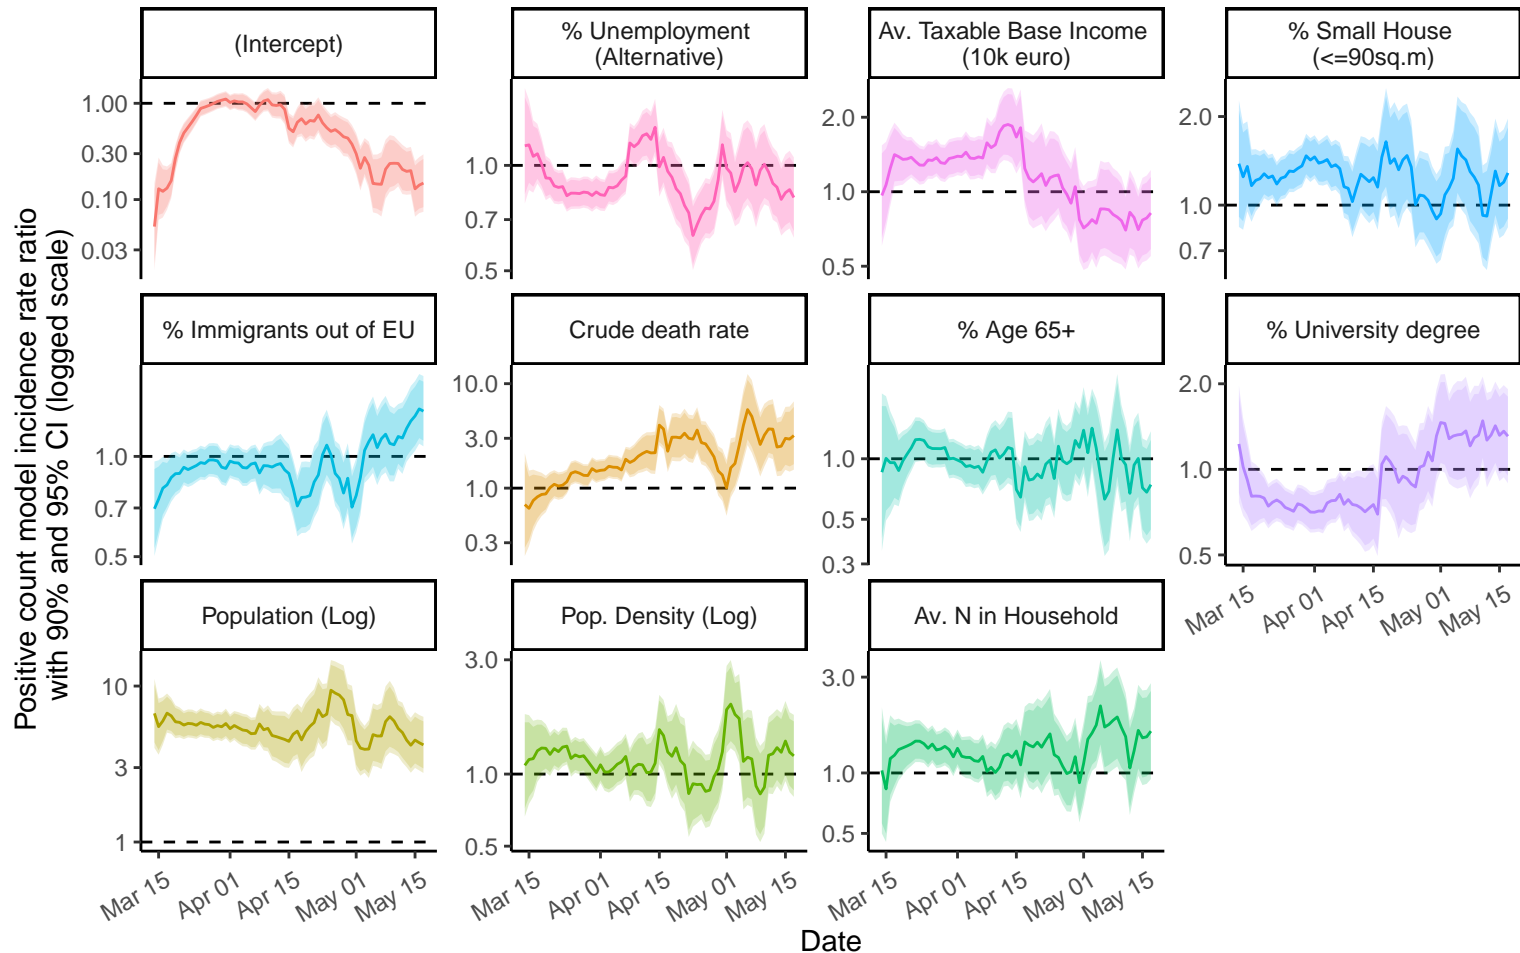 (Intercept)
% Unemployment
(Alternative)
Av. Taxable Base Income
(10k euro)
% Small House
(<=90sq.m)
1.00
0.30
0.10
0.03
1.0
0.7
0.5
2.0
1.0
0.5
2.0
1.0
0.7
% Immigrants out of EU
Crude death rate
% Age 65+
% University degree
1.0
0.7
0.5
10.0
3.0
1.0
0.3
1.0
0.5
0.3
2.0
1.0
0.5
Mar 15
Apr 01
Apr 15
May 01
May 15
Population (Log)
Pop. Density (Log)
Av. N in Household
10
3
1
3.0
1.0
0.5
3.0
1.0
0.5
Mar 15
Apr 01
Apr 15
May 01
May 15
Mar 15
Apr 01
Apr 15
May 01
May 15
Mar 15
Apr 01
Apr 15
May 01
May 15
Date
Positive count model incidence rate ratio
with 90% and 95% CI (logged scale)